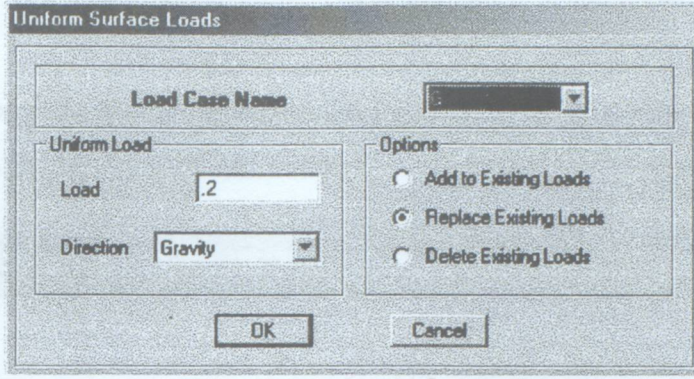 Uniform Surface Loads
Load Case Name
Uniform Load
Load .2
Direction Gravity
Options
Add to Existing Loads
Replace Existing Loads
Delete Existing Loads
OK Cancel